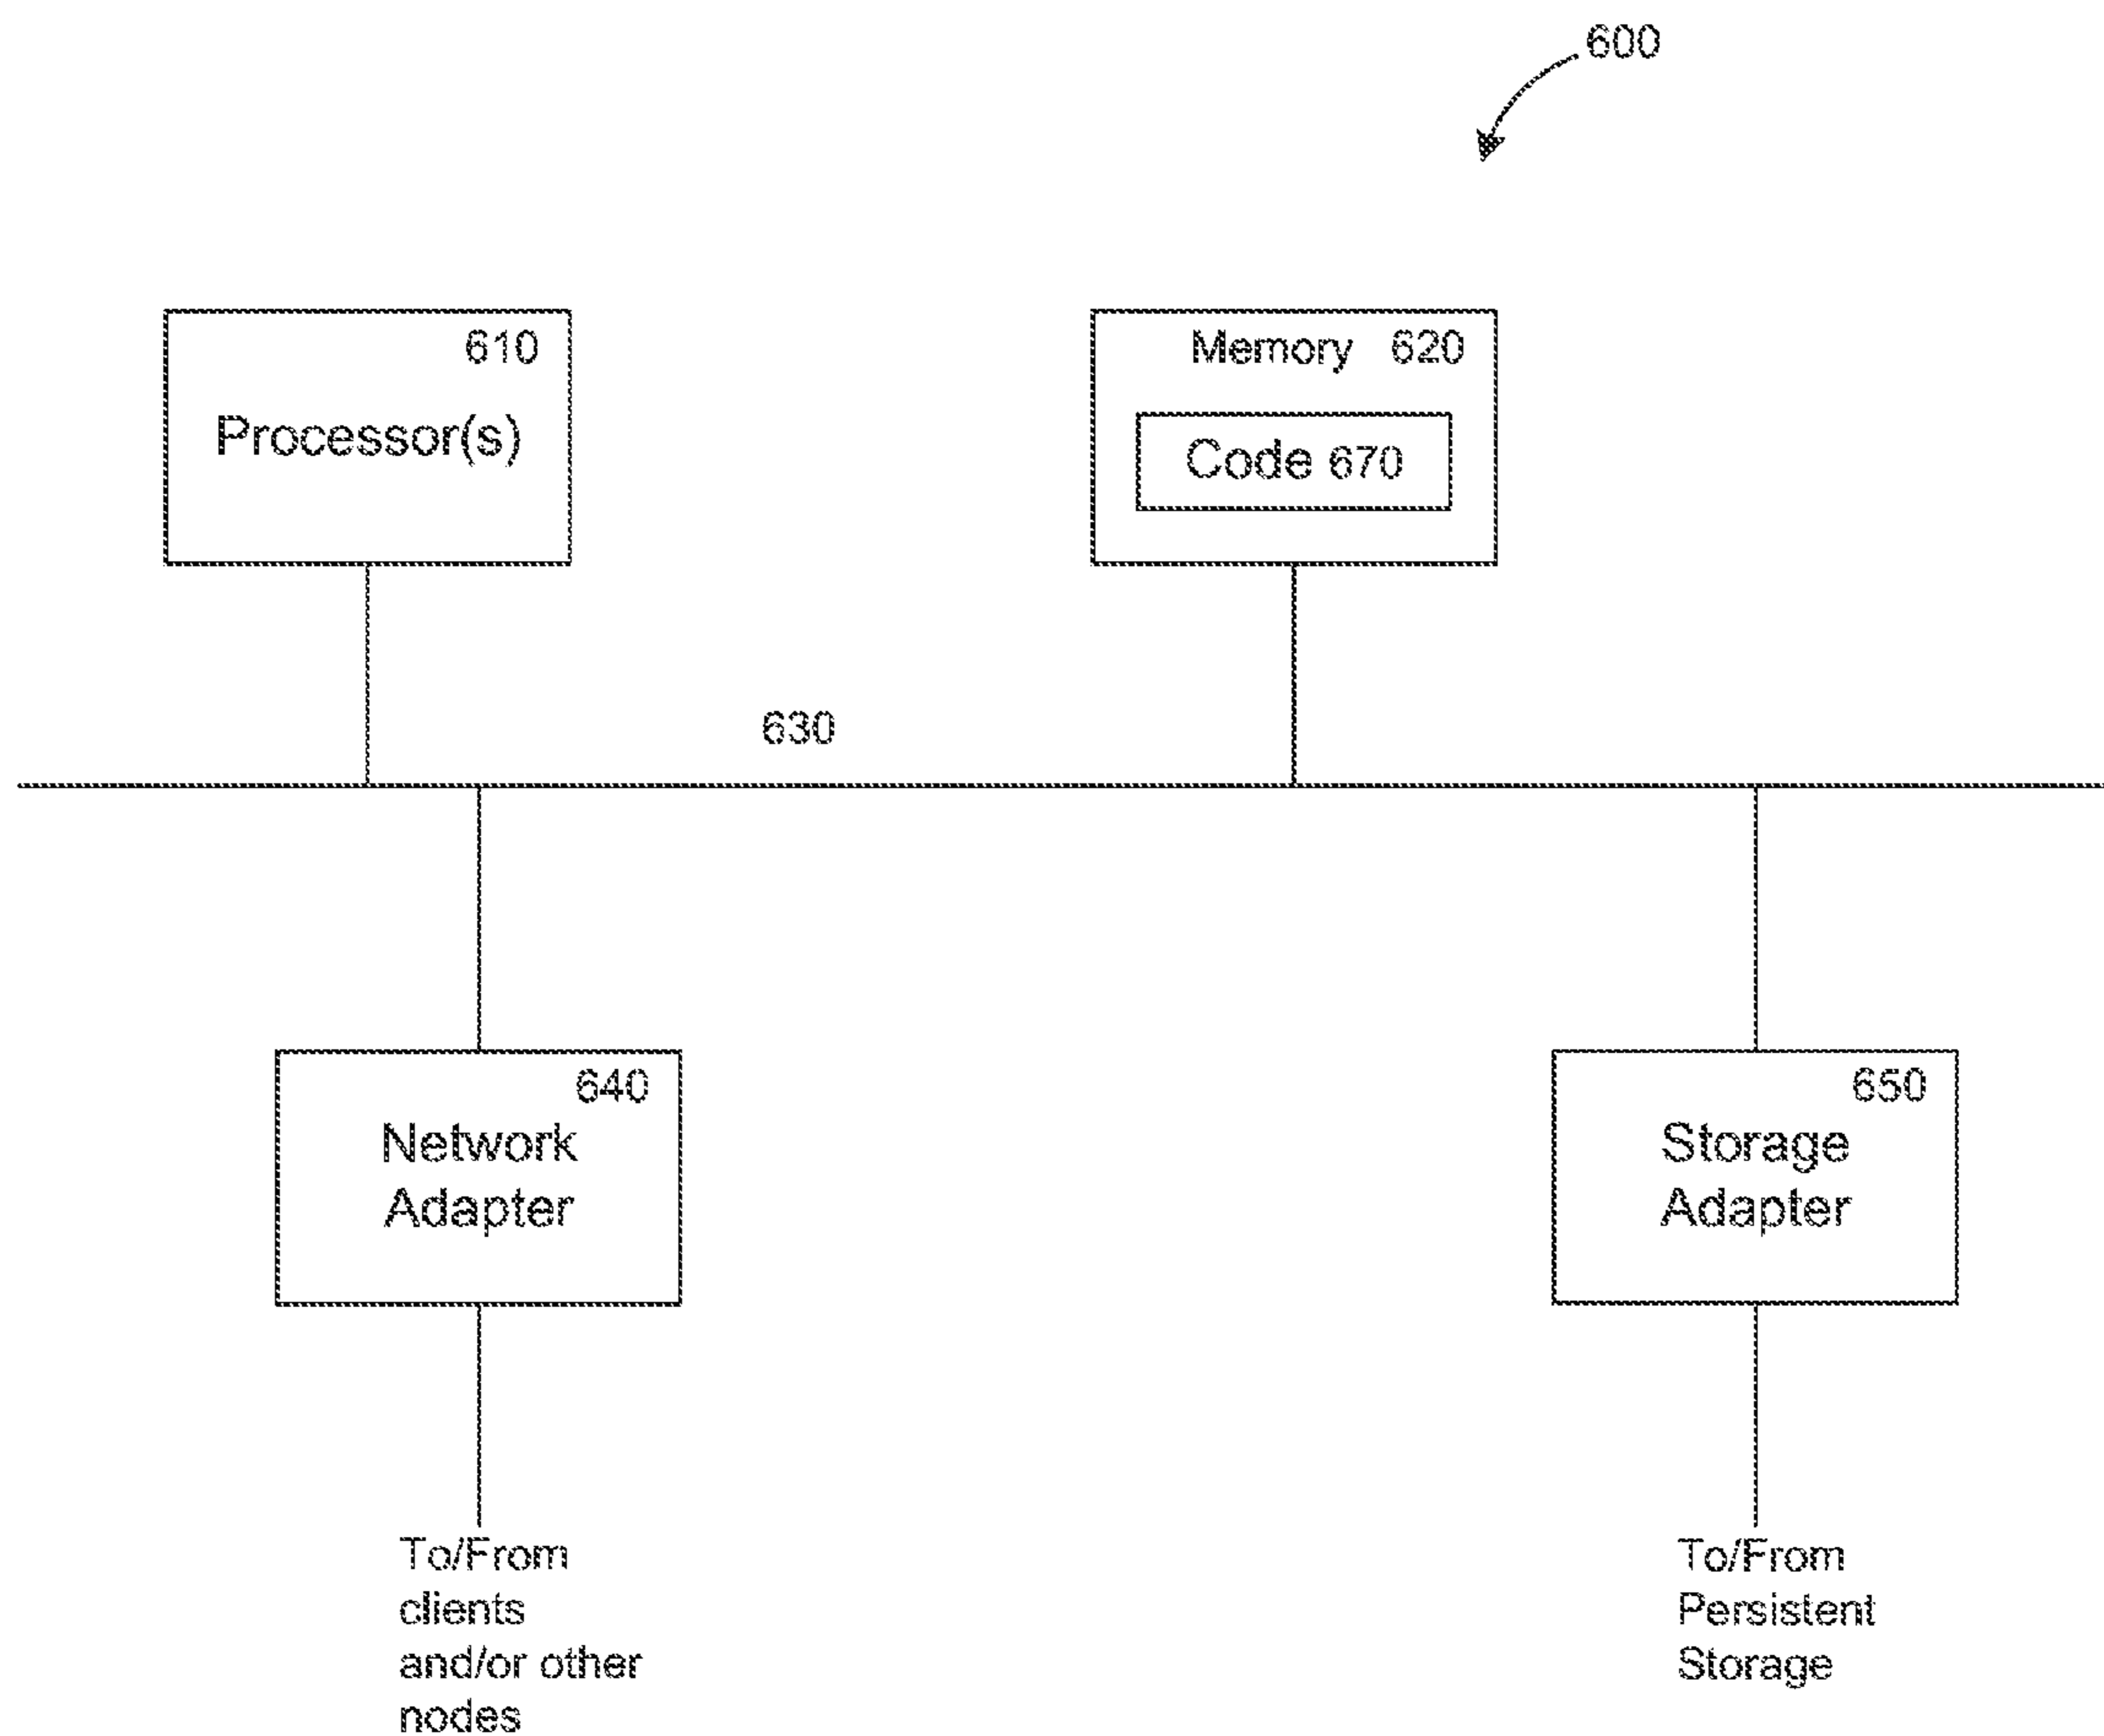 600
610
Processor(s)
Memory 620
Code 670
630
640
Network
Adapter
650
Storage
Adapter
To/From
clients
and/or other
nodes
To/From
Persistent
Storage